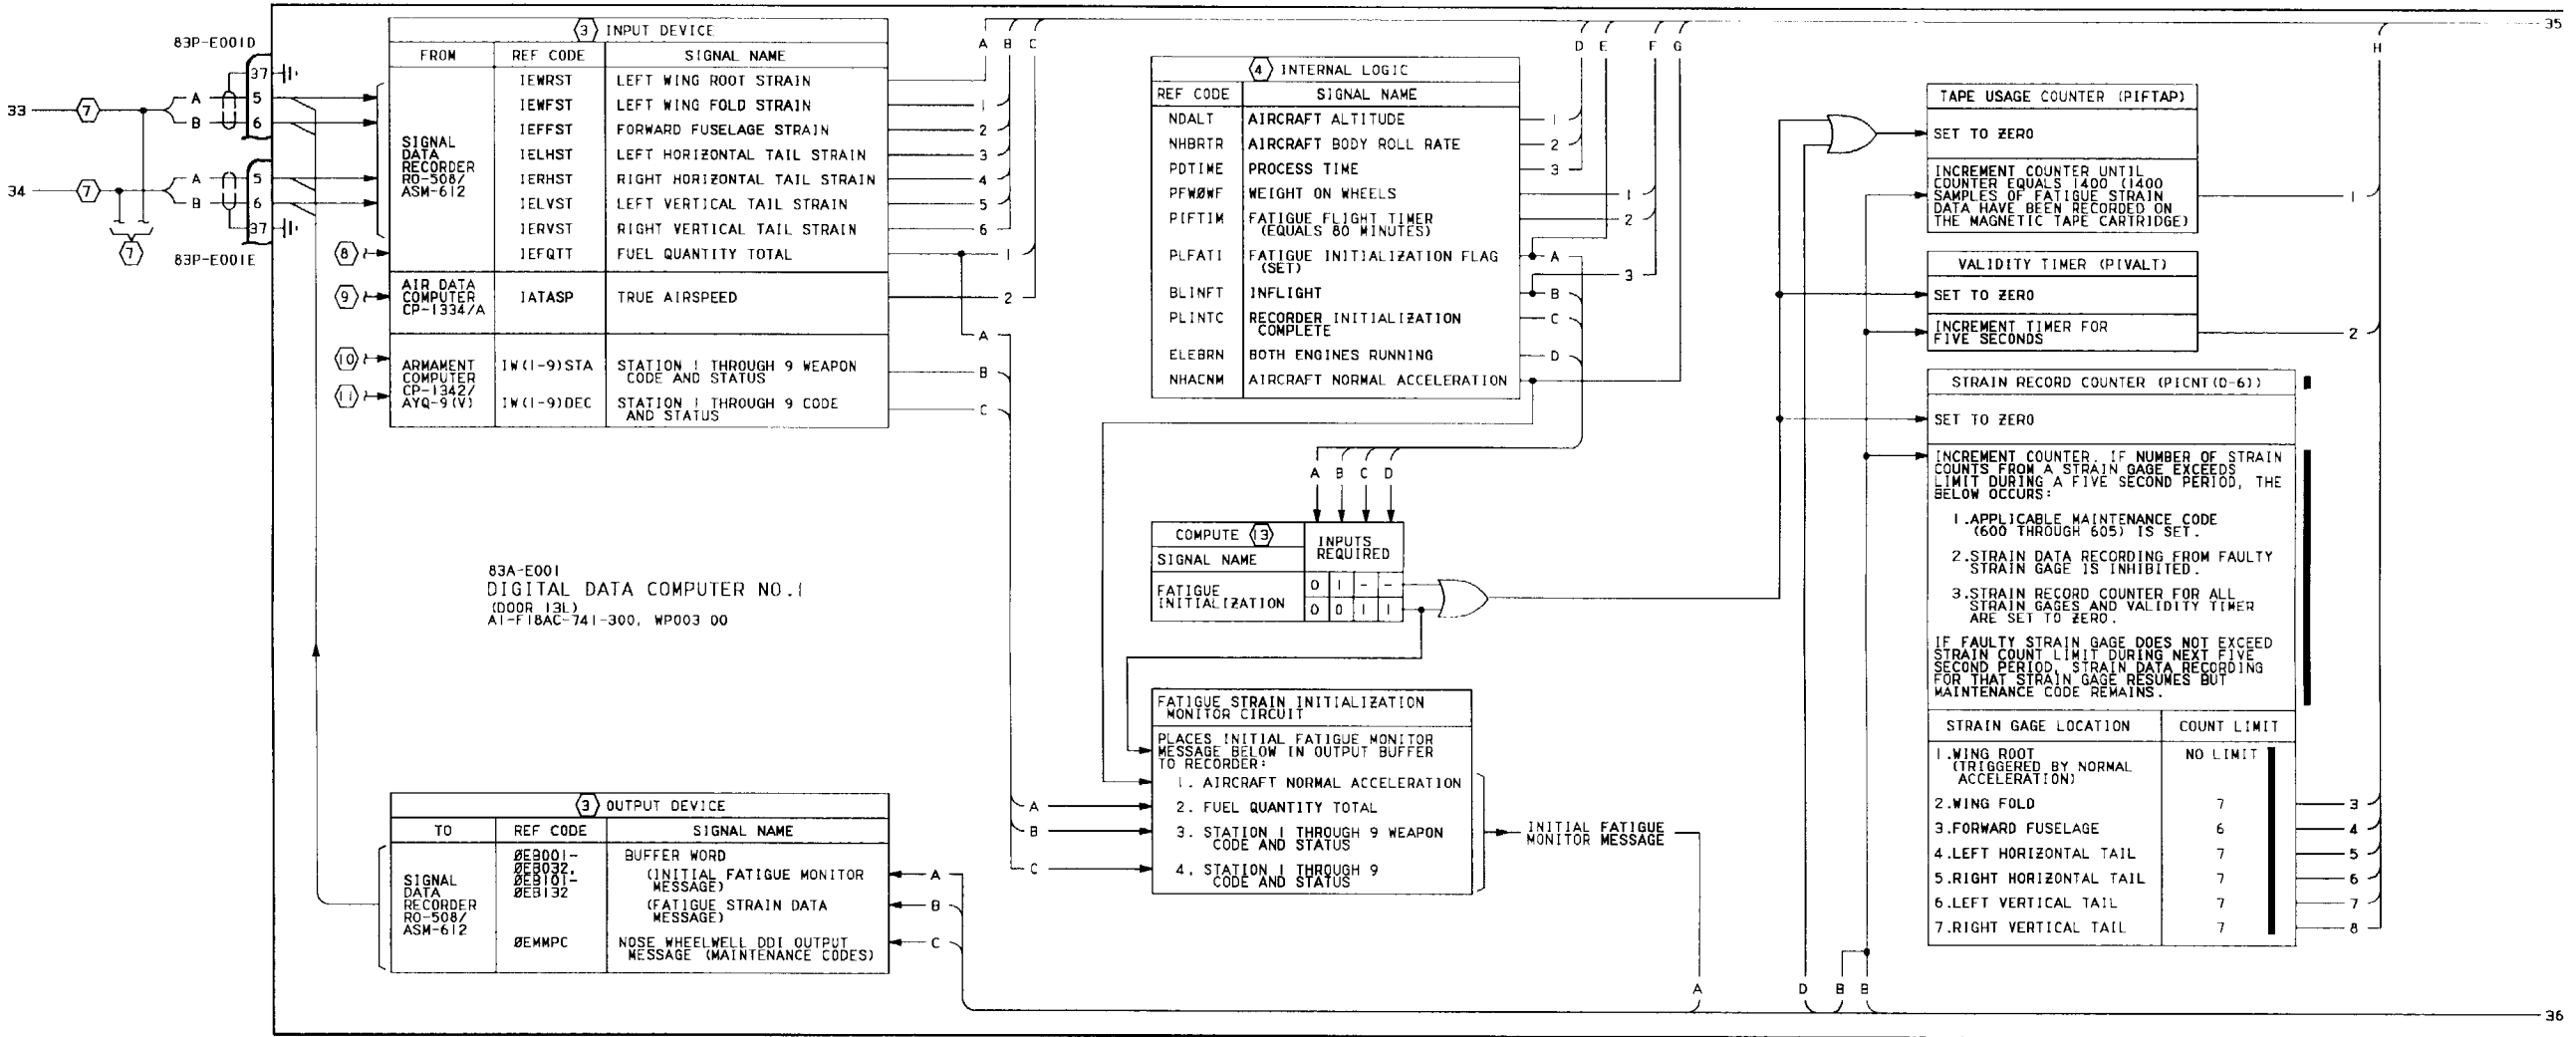 83P-E001D
37
33
7
A
5
B
6
34
7
A
5
B
6
37
7
83P-E001E
8
9
10
11
3 INPUT DEVICE
FROM REF CODE SIGNAL NAME
SIGNAL
DATA
RECORDER
RO-508/
ASM-612
IEWRST LEFT WING ROOT STRAIN
IEWFST LEFT WING FOLD STRAIN 1
IEFFST FORWARD FUSELAGE STRAIN 2
IELHST LEFT HORIZONTAL TAIL STRAIN 3
IERHST RIGHT HORIZONTAL TAIL STRAIN 4
IELVST LEFT VERTICAL TAIL STRAIN 5
IERVST RIGHT VERTICAL TAIL STRAIN 6
IEFQTT FUEL QUANTITY TOTAL 1
AIR DATA
COMPUTER
CP-1334/A
IATASP TRUE AIRSPEED 2
A
ARMAMENT
COMPUTER
CP-1342/
AYQ-9(V)
IW(1-9)STA STATION 1 THROUGH 9 WEAPON
CODE AND STATUS B
IW(1-9)DEC STATION 1 THROUGH 9 CODE
AND STATUS C
A B C
83A-E001
DIGITAL DATA COMPUTER NO.1
(DOOR 13L)
A1-F18AC-741-300, WP003 00
3 OUTPUT DEVICE
TO REF CODE SIGNAL NAME
SIGNAL
DATA
RECORDER
RO-508/
ASM-612
ØEB001-
ØEB032,
ØEB101-
ØEB132
BUFFER WORD
(INITIAL FATIGUE MONITOR
MESSAGE) A
(FATIGUE STRAIN DATA
MESSAGE) B
ØEMMPC NOSE WHEELWELL DDI OUTPUT
MESSAGE (MAINTENANCE CODES) C
D E F G
4 INTERNAL LOGIC
REF CODE SIGNAL NAME
NDALT AIRCRAFT ALTITUDE 1
NHBRTR AIRCRAFT BODY ROLL RATE 2
PDTIME PROCESS TIME 3
PFWØWF WEIGHT ON WHEELS 1
PIFTIM FATIGUE FLIGHT TIMER
(EQUALS 80 MINUTES) 2
PLFATI FATIGUE INITIALIZATION FLAG
(SET) A
3
BLINFT INFLIGHT B
PLINTC RECORDER INITIALIZATION
COMPLETE C
ELEBRN BOTH ENGINES RUNNING D
NHACNM AIRCRAFT NORMAL ACCELERATION
A B C D
COMPUTE 13
INPUTS
REQUIRED
SIGNAL NAME
FATIGUE
INITIALIZATION
0 1 - -
0 0 1 1
FATIGUE STRAIN INITIALIZATION
MONITOR CIRCUIT
PLACES INITIAL FATIGUE MONITOR
MESSAGE BELOW IN OUTPUT BUFFER
TO RECORDER:
1. AIRCRAFT NORMAL ACCELERATION
A 2. FUEL QUANTITY TOTAL
B 3. STATION 1 THROUGH 9 WEAPON
CODE AND STATUS
C 4. STATION 1 THROUGH 9
CODE AND STATUS
INITIAL FATIGUE
MONITOR MESSAGE
A
D B B
TAPE USAGE COUNTER (PIFTAP)
SET TO ZERO
INCREMENT COUNTER UNTIL
COUNTER EQUALS 1400 (1400
SAMPLES OF FATIGUE STRAIN
DATA HAVE BEEN RECORDED ON
THE MAGNETIC TAPE CARTRIDGE)
1
VALIDITY TIMER (PIVALT)
SET TO ZERO
INCREMENT TIMER FOR
FIVE SECONDS
2
STRAIN RECORD COUNTER (PICNT(0-6))
SET TO ZERO
INCREMENT COUNTER. IF NUMBER OF STRAIN
COUNTS FROM A STRAIN GAGE EXCEEDS
LIMIT DURING A FIVE SECOND PERIOD, THE
BELOW OCCURS:
1.APPLICABLE MAINTENANCE CODE
(600 THROUGH 605) IS SET.
2.STRAIN DATA RECORDING FROM FAULTY
STRAIN GAGE IS INHIBITED.
3.STRAIN RECORD COUNTER FOR ALL
STRAIN GAGES AND VALIDITY TIMER
ARE SET TO ZERO.
IF FAULTY STRAIN GAGE DOES NOT EXCEED
STRAIN COUNT LIMIT DURING NEXT FIVE
SECOND PERIOD, STRAIN DATA RECORDING
FOR THAT STRAIN GAGE RESUMES BUT
MAINTENANCE CODE REMAINS.
STRAIN GAGE LOCATION COUNT LIMIT
1.WING ROOT NO LIMIT
(TRIGGERED BY NORMAL
ACCELERATION)
2.WING FOLD 7 3
3.FORWARD FUSELAGE 6 4
4.LEFT HORIZONTAL TAIL 7 5
5.RIGHT HORIZONTAL TAIL 7 6
6.LEFT VERTICAL TAIL 7 7
7.RIGHT VERTICAL TAIL 7 8
H
35
36